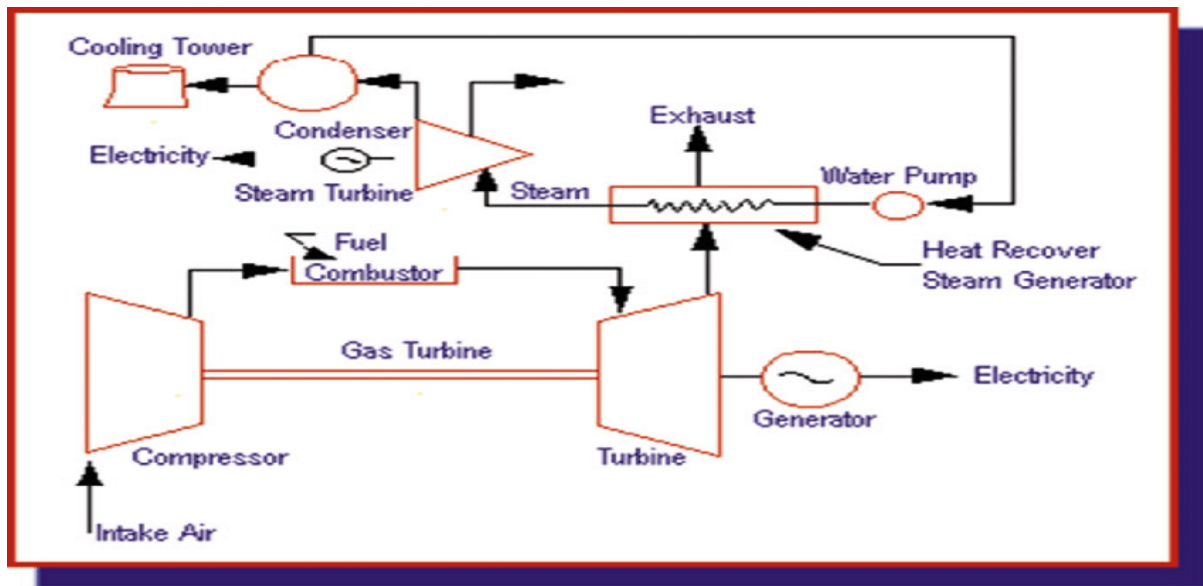 Cooling Tower
Condenser
Exhaust
Electricity
Steam Turbine
Steam
Water Pump
Fuel
Combustor
Heat Recover
Steam Generator
Gas Turbine
Electricity
Generator
Compressor
Turbine
Intake Air